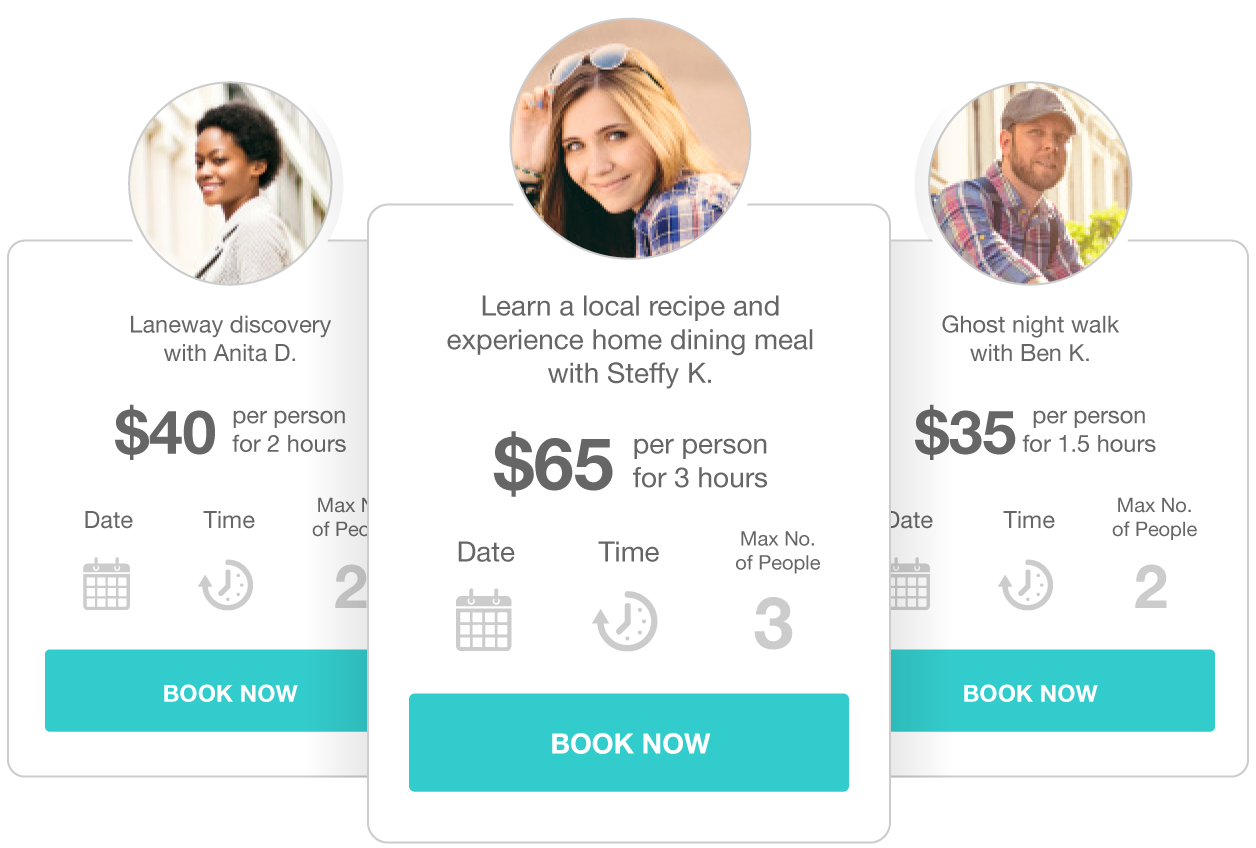 Laneway discovery
with Anita D.
$40
per person
for 2 hours
Date
Time
Max
of
2
BOOK NOW
Learn a local recipe and
experience home dining meal
with Steffy K.
$65
per person
for 3 hours
Date
Time
Max No.
of People
3
BOOK NOW
Ghost night walk
with Ben K.
$35
per person
for 1.5 hours
Date
Time
Max No.
of People
2
BOOK NOW